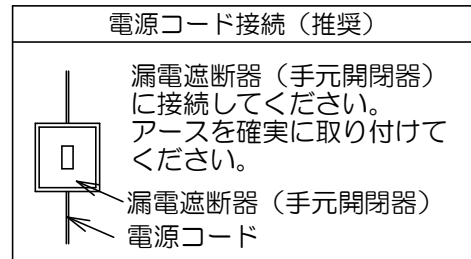 電源コード接続（推奨）
漏電遮断器（手元開閉器）
に接続してください。
アースを確実に取り付けて
ください。
漏電遮断器（手元開閉器）
電源コード